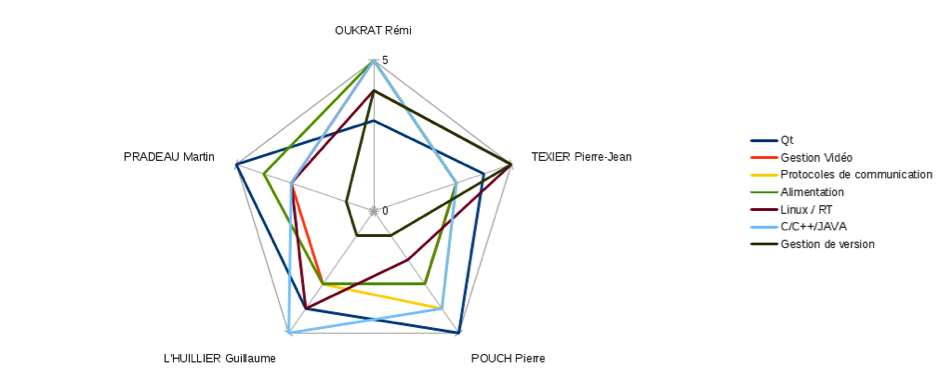 OUKRAT Rémi
5
PRADEAU Martin
TEXIER Pierre-Jean
0
L'HUILLIER Guillaume
POUCH Pierre
Qt
Gestion Vidéo
Protocoles de communication
Alimentation
Linux / RT
C/C++/JAVA
Gestion de version